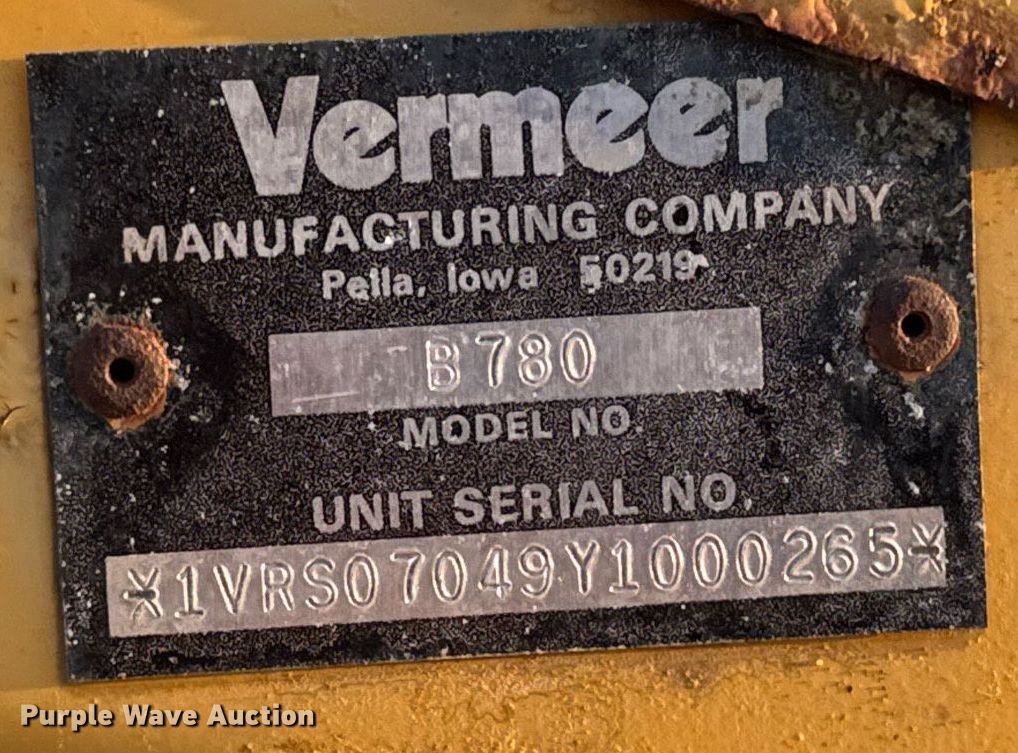 Vermeer
MANUFACTURING COMPANY
Pella, Iowa 50219
B780
MODEL NO.
UNIT SERIAL NO.
*1VRS07049Y1000265*
Purple Wave Auction